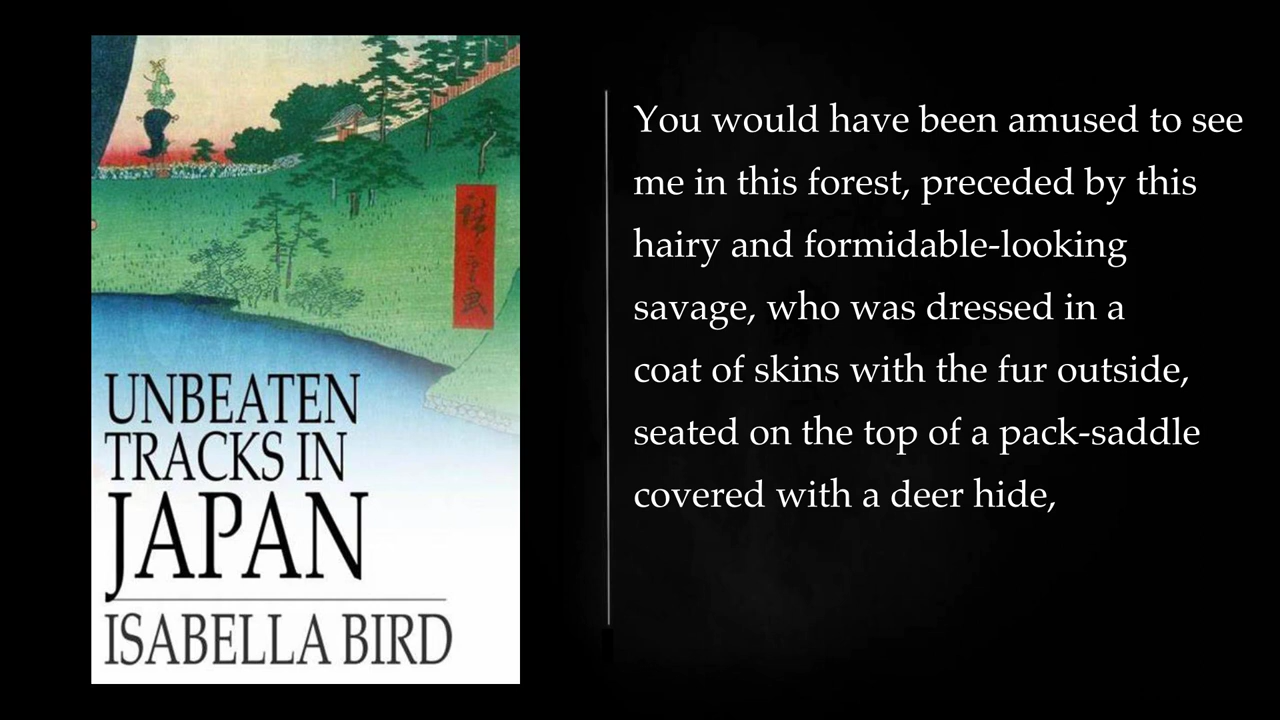 UNBEATEN
TRACKS IN
JAPAN
ISABELLA BIRD
You would have been amused to see
me in this forest, preceded by this
hairy and formidable-looking
savage, who was dressed in a
coat of skins with the fur outside,
seated on the top of a pack-saddle
covered with a deer hide,